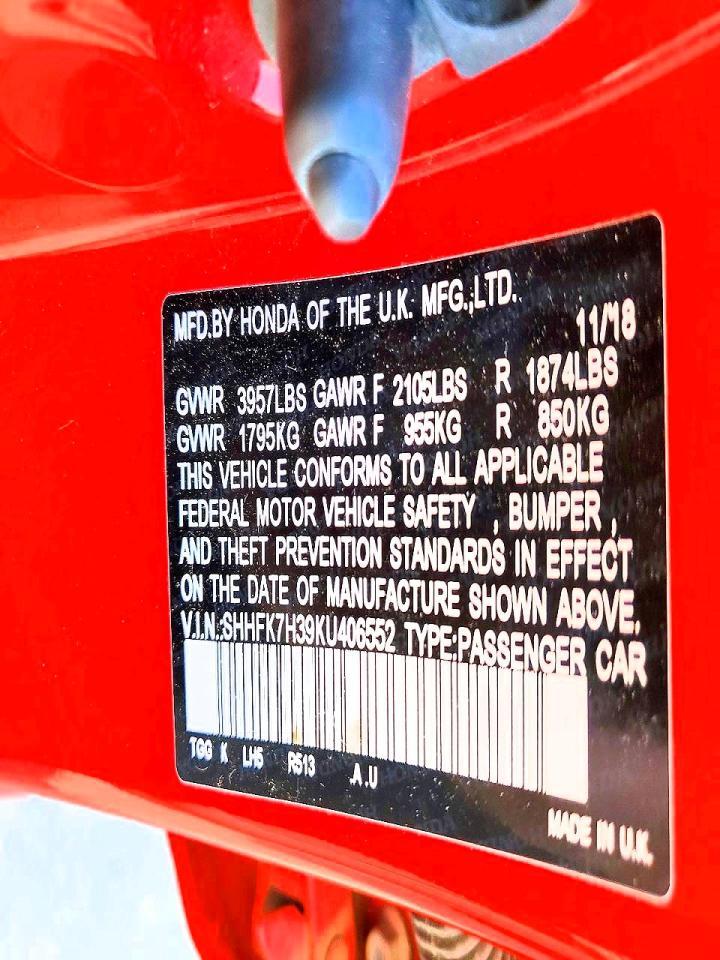 MFD.BY HONDA OF THE U.K. MFG.,LTD.
11/18
GVWR 3957LBS GAWR F 2105LBS R 1874LBS
GVWR 1795KG GAWR F 955KG R 850KG
THIS VEHICLE CONFORMS TO ALL APPLICABLE
FEDERAL MOTOR VEHICLE SAFETY , BUMPER ,
AND THEFT PREVENTION STANDARDS IN EFFECT
ON THE DATE OF MANUFACTURE SHOWN ABOVE.
V.I.N:SHHFK7H39KU406552 TYPE:PASSENGER CAR
TGG K LH5 R513 .A .U
MADE IN U.K.